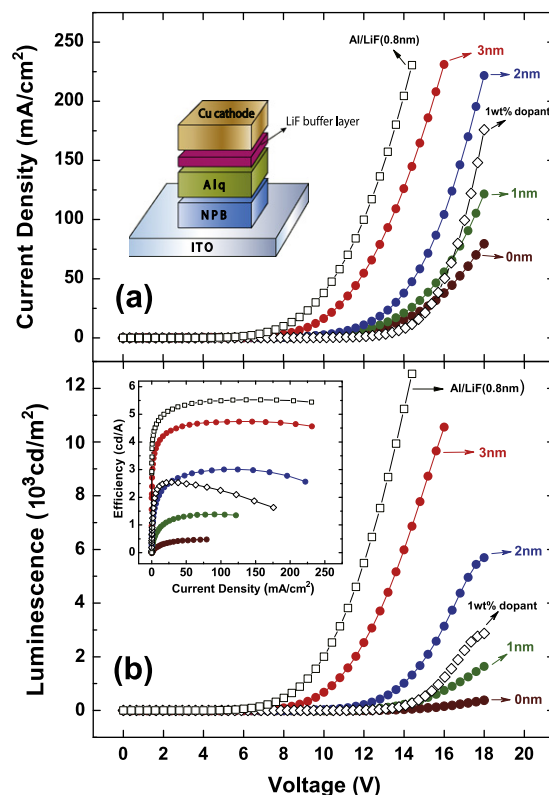 250
200
150
100
50
0
Current Density (mA/cm²)
Al/LiF(0.8nm)
3nm
2nm
1wt% dopant
1nm
0nm
Cu cathode
LiF buffer layer
Alq
NPB
ITO
(a)
12
10
8
6
4
2
0
Luminescence (10³cd/m²)
Al/LiF(0.8nm)
3nm
2nm
1wt% dopant
1nm
0nm
6
5
4
3
2
1
0
Efficiency (cd/A)
0 50 100 150 200 250
Current Density (mA/cm²)
(b)
0 2 4 6 8 10 12 14 16 18 20
Voltage (V)